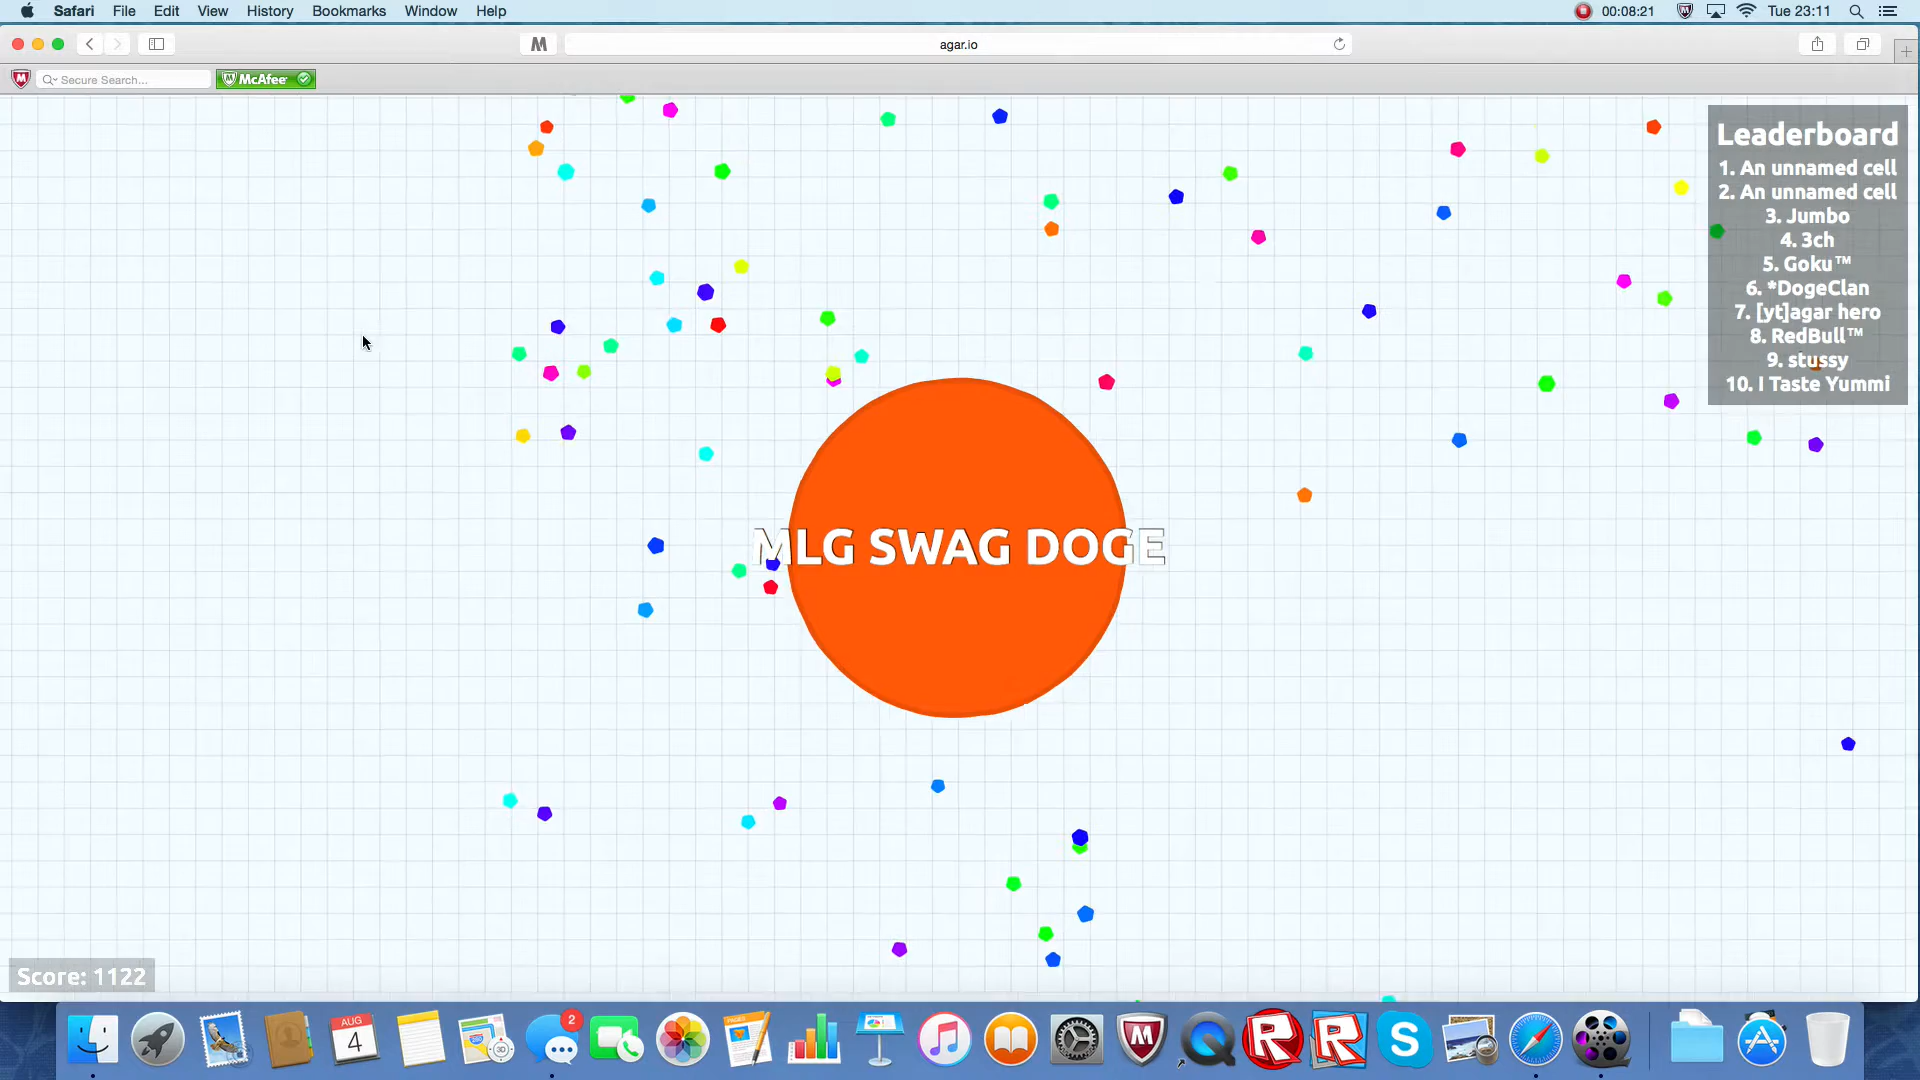 Safari File Edit View History Bookmarks Window Help 00:08:21 Tue 23:11
M agar.io
Secure Search... McAfee
Leaderboard
1. An unnamed cell
2. An unnamed cell
3. Jumbo
4. 3ch
5. Goku™
6. *DogeClan
7. [yt]agar hero
8. RedBull™
9. stussy
10. I Taste Yummi
MLG SWAG DOGE
Score: 1122
AUG
4
2
PAGES
S